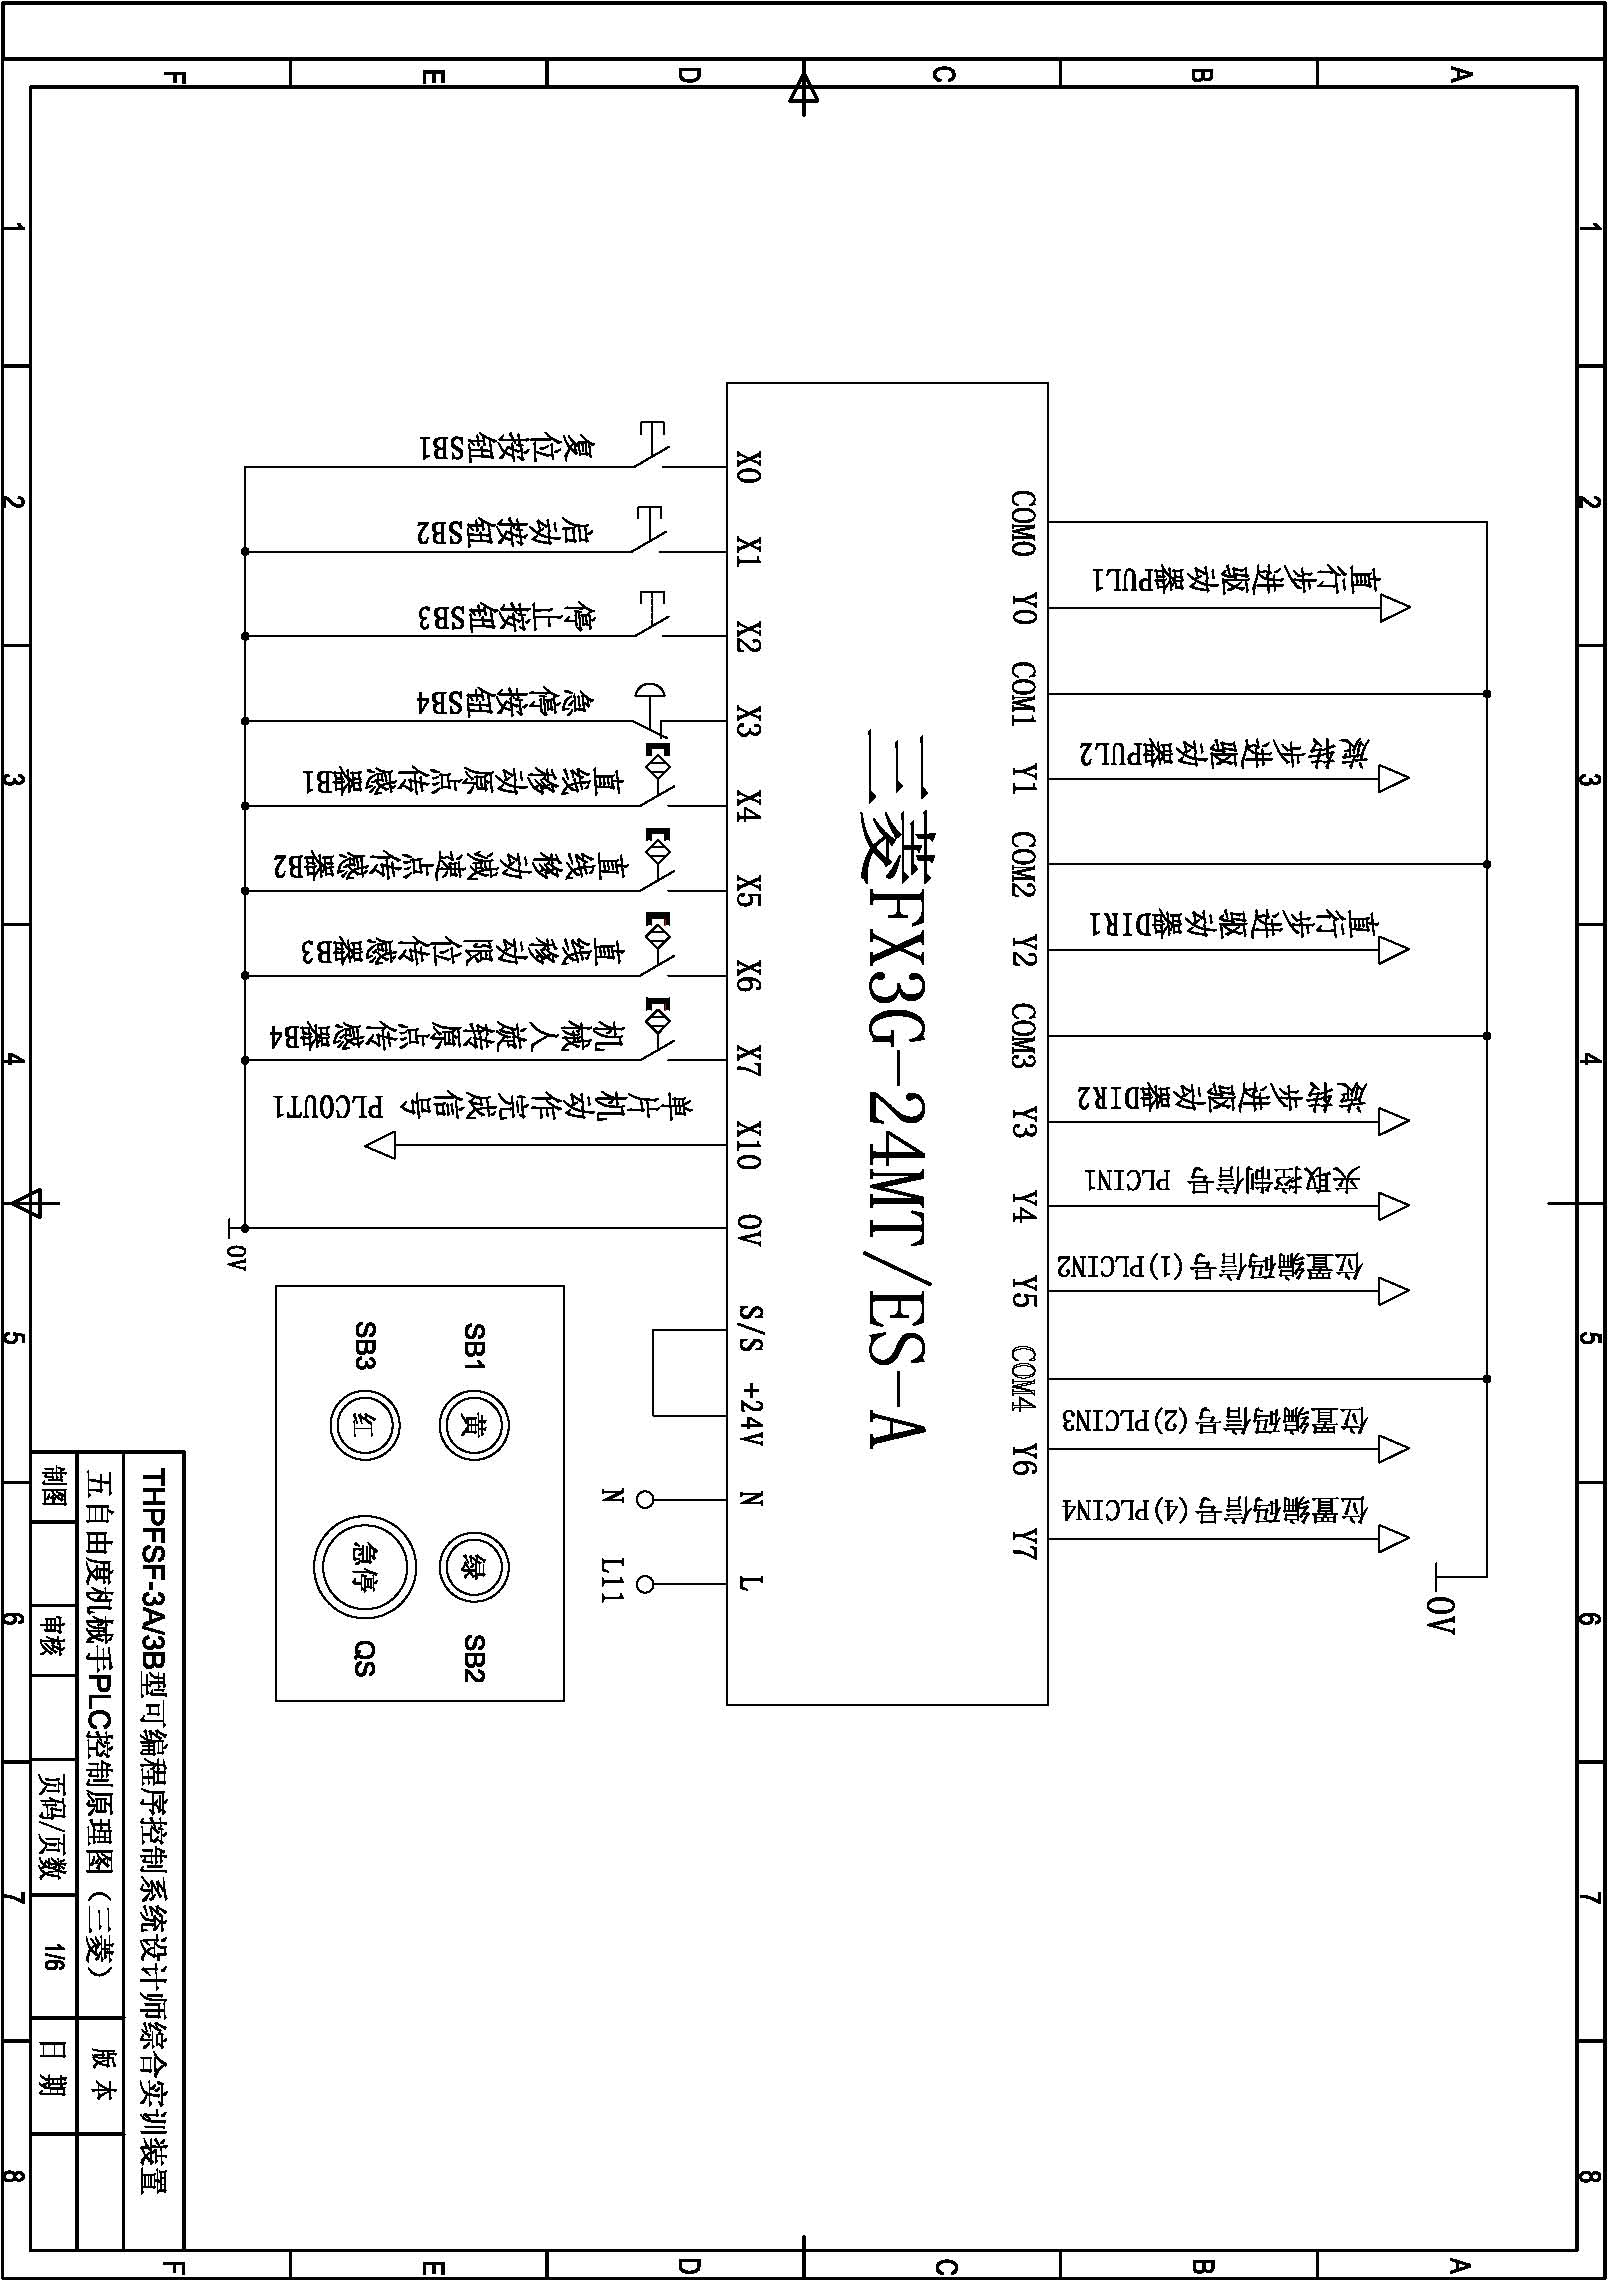 1 2 3 4 5 6 7 8
A
B
C
D
E
F
0V
直行步进驱动器PUL1
旋转步进驱动器PUL2
直行步进驱动器DIR1
旋转步进驱动器DIR2
夹取控制信号 PLCIN1
位置编码信号(1)PLCIN2
位置编码信号(2)PLCIN3
位置编码信号(4)PLCIN4
COM0 Y0 COM1 Y1 COM2 Y2 COM3 Y3 Y4 Y5 COM4 Y6 Y7
三菱FX3G-24MT/ES-A
X0 X1 X2 X3 X4 X5 X6 X7 X10 0V S/S +24V N L
复位按钮SB1
启动按钮SB2
停止按钮SB3
急停按钮SB4
直线移动原点传感器B1
直线移动减速点传感器B2
直线移动限位传感器B3
机械人旋转原点传感器B4
单片机动作完成信号 PLCOUT1
N L11
0V
SB1 黄 绿 SB2
SB3 红 急停 QS
THPFSF-3A/3B型可编程序控制系统设计师综合实训装置
五自由度机械手PLC控制原理图（三菱） 版本
制图 审核 页码/页数 1/6 日期
A
B
C
D
E
F
1 2 3 4 5 6 7 8